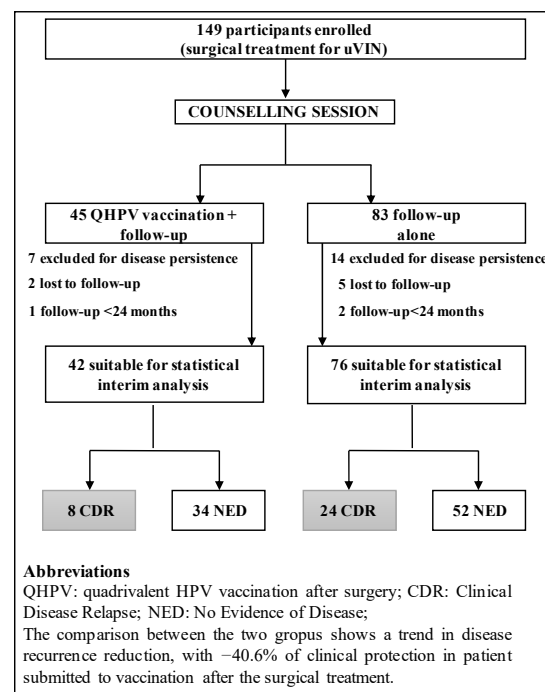 149 participants enrolled
(surgical treatment for uVIN)
COUNSELLING SESSION
45 QHPV vaccination +
follow-up
83 follow-up
alone
7 excluded for disease persistence
2 lost to follow-up
1 follow-up <24 months
14 excluded for disease persistence
5 lost to follow-up
2 follow-up<24 months
42 suitable for statistical
interim analysis
76 suitable for statistical
interim analysis
8 CDR
34 NED
24 CDR
52 NED
Abbreviations
QHPV: quadrivalent HPV vaccination after surgery; CDR: Clinical
Disease Relapse; NED: No Evidence of Disease;
The comparison between the two gropus shows a trend in disease
recurrence reduction, with −40.6% of clinical protection in patient
submitted to vaccination after the surgical treatment.